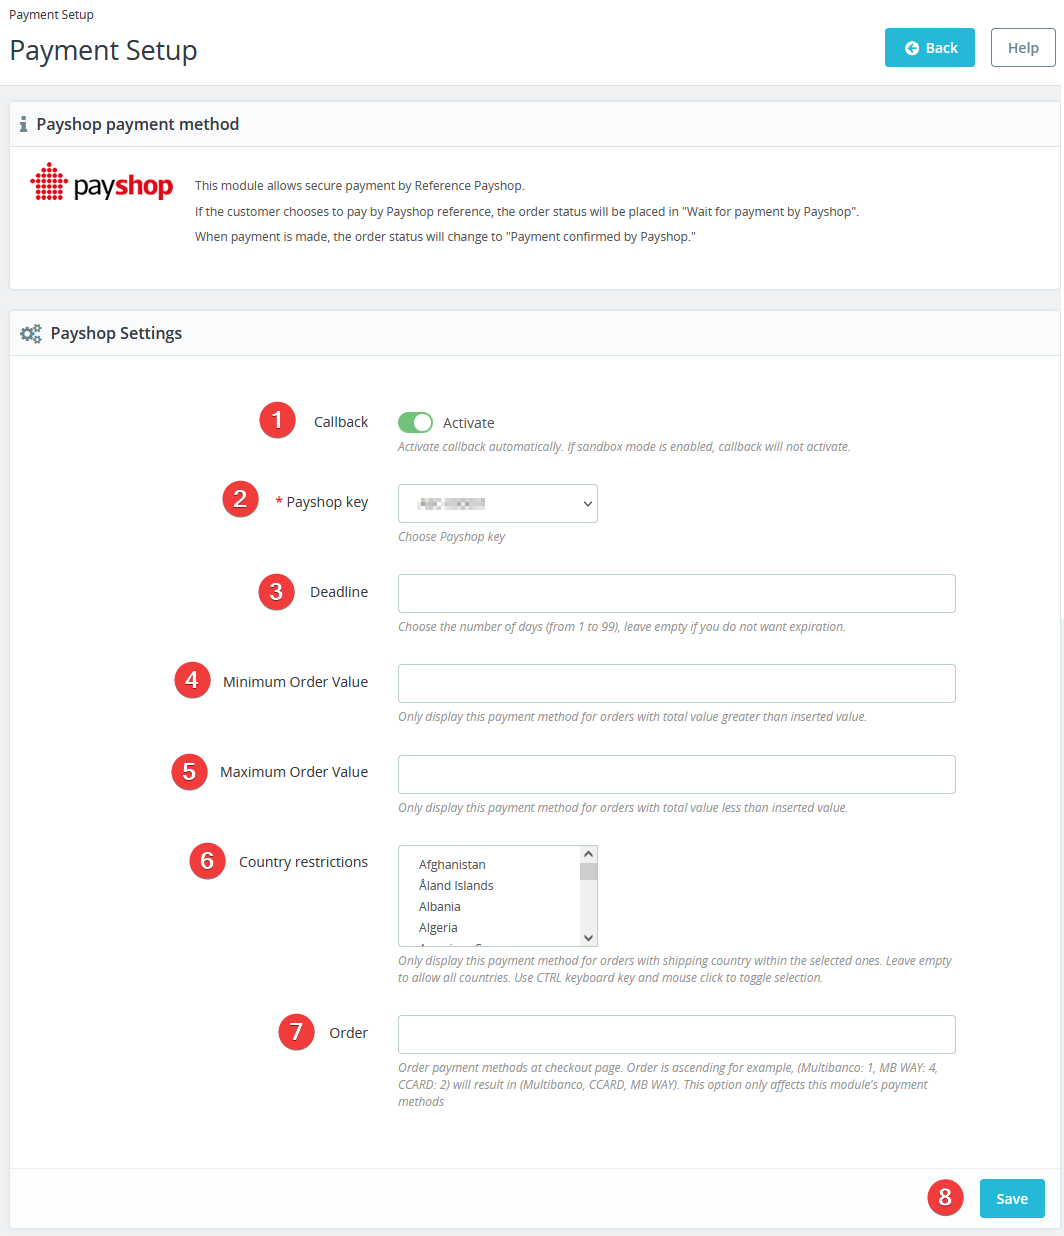 Payment Setup
Payment Setup
Back
Help
Payshop payment method
payshop
This module allows secure payment by Reference Payshop.
If the customer chooses to pay by Payshop reference, the order status will be placed in "Wait for payment by Payshop".
When payment is made, the order status will change to "Payment confirmed by Payshop."
Payshop Settings
1 Callback Activate
Activate callback automatically. If sandbox mode is enabled, callback will not activate.
2 * Payshop key
Choose Payshop key
3 Deadline
Choose the number of days (from 1 to 99), leave empty if you do not want expiration.
4 Minimum Order Value
Only display this payment method for orders with total value greater than inserted value.
5 Maximum Order Value
Only display this payment method for orders with total value less than inserted value.
6 Country restrictions
Afghanistan
Åland Islands
Albania
Algeria
Only display this payment method for orders with shipping country within the selected ones. Leave empty
to allow all countries. Use CTRL keyboard key and mouse click to toggle selection.
7 Order
Order payment methods at checkout page. Order is ascending for example, (Multibanco: 1, MB WAY: 4,
CCARD: 2) will result in (Multibanco, CCARD, MB WAY). This option only affects this module's payment
methods
8 Save